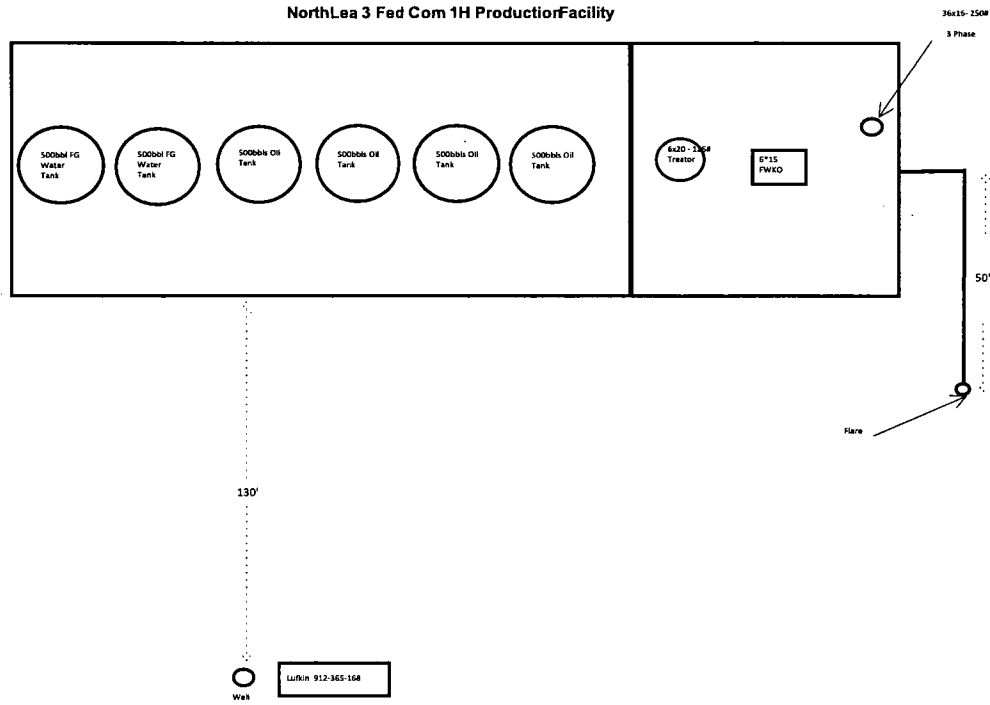 NorthLea 3 Fed Com 1H ProductionFacility
36x16- 250#
3 Phase
500bbl FG
Water
Tank
500bbl FG
Water
Tank
500bbls Oil
Tank
500bbls Oil
Tank
500bbls Oil
Tank
500bbls Oil
Tank
6x20 - 125#
Treator
6*15
FWKO
50'
Flare
130'
Well
Lufkin 912-365-168